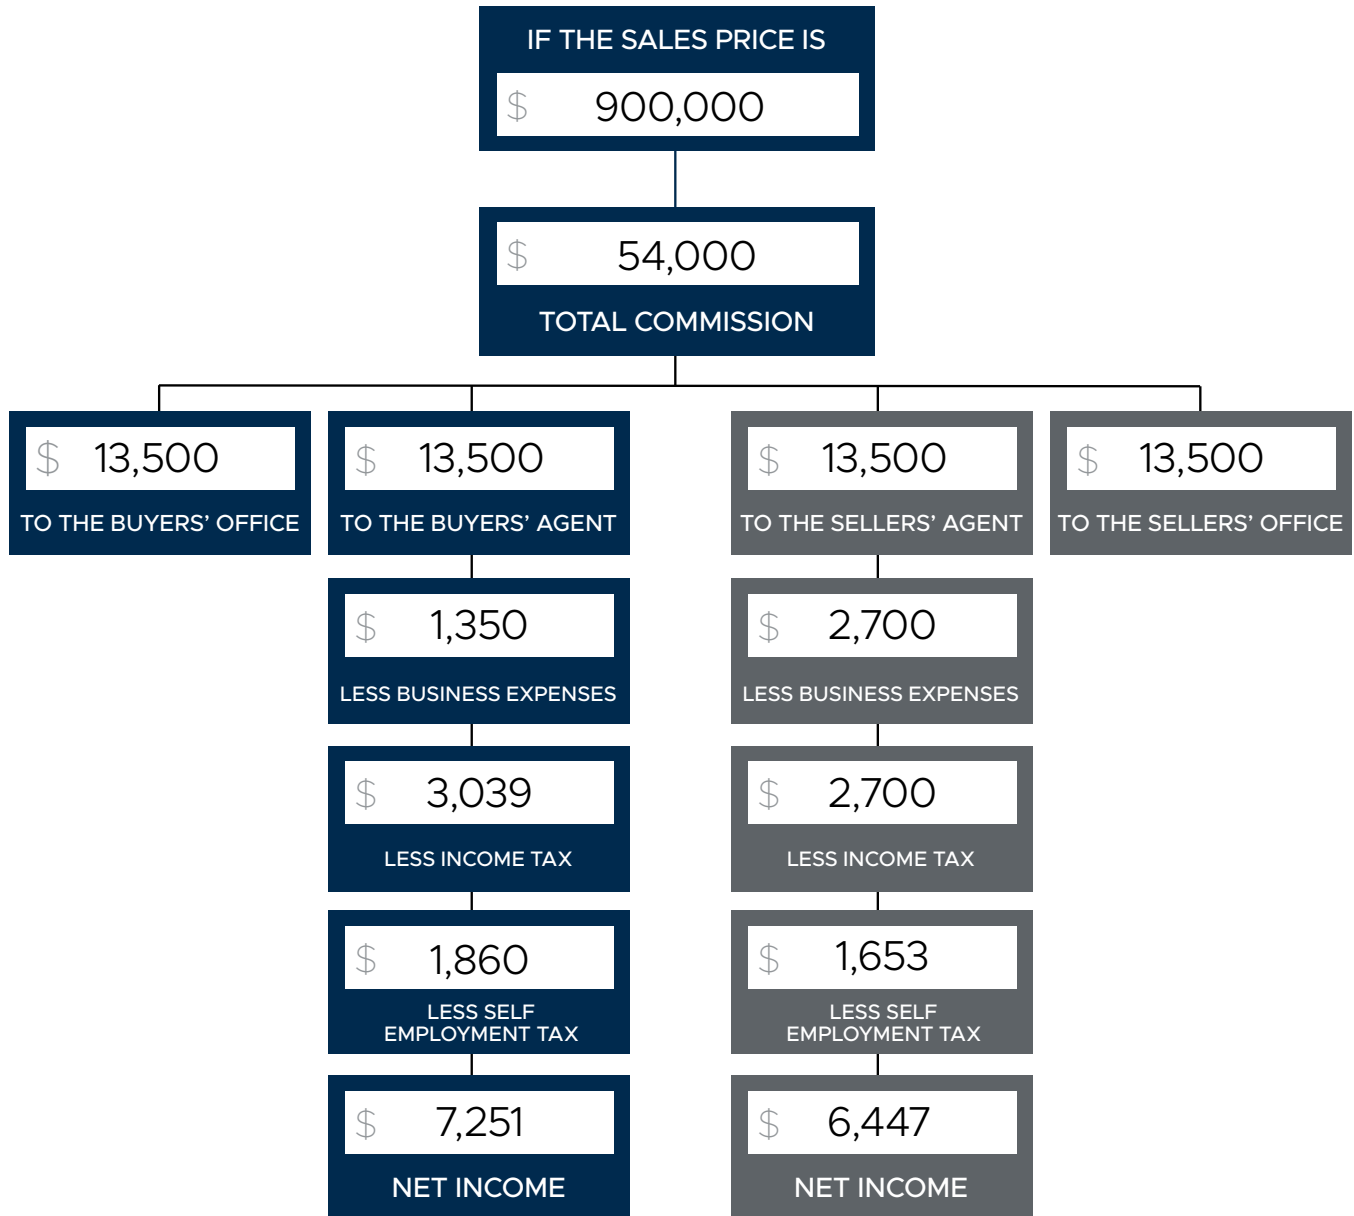 IF THE SALES PRICE IS
$ 900,000
$ 54,000
TOTAL COMMISSION
$ 13,500
TO THE BUYERS’ OFFICE
$ 13,500
TO THE BUYERS’ AGENT
$ 13,500
TO THE SELLERS’ AGENT
$ 13,500
TO THE SELLERS’ OFFICE
$ 1,350
LESS BUSINESS EXPENSES
$ 3,039
LESS INCOME TAX
$ 1,860
LESS SELF
EMPLOYMENT TAX
$ 7,251
NET INCOME
$ 2,700
LESS BUSINESS EXPENSES
$ 2,700
LESS INCOME TAX
$ 1,653
LESS SELF
EMPLOYMENT TAX
$ 6,447
NET INCOME